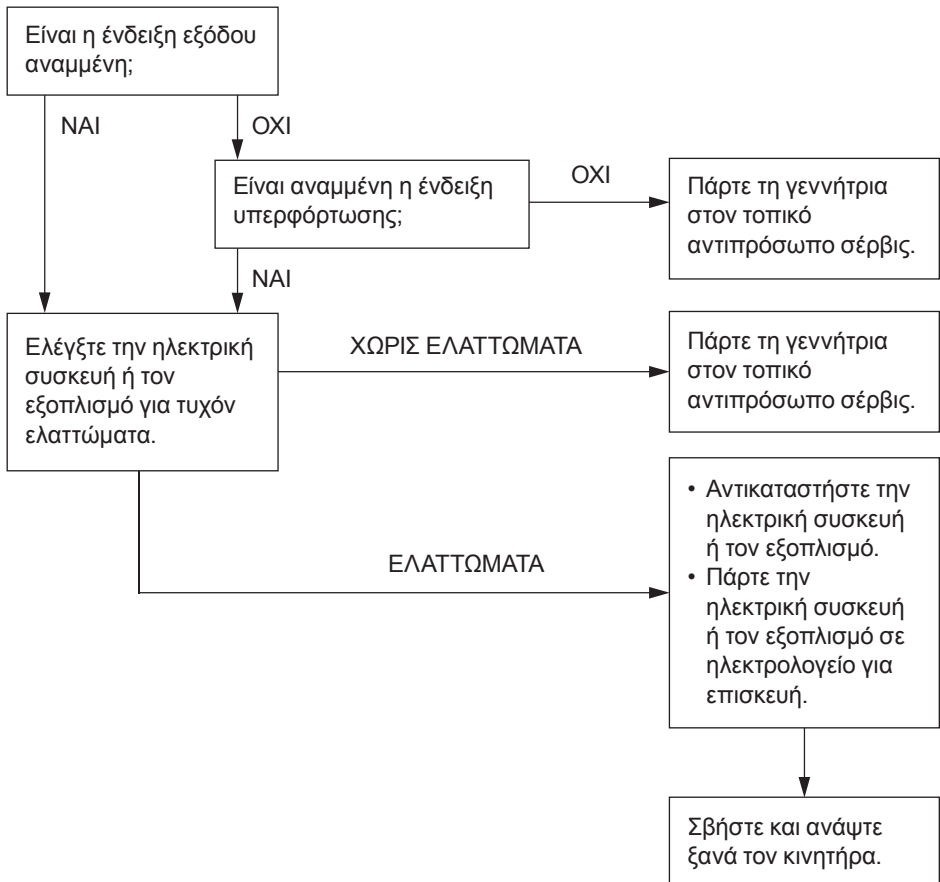 Είναι η ένδειξη εξόδου
αναμμένη;
ΝΑΙ
ΟΧΙ
Είναι αναμμένη η ένδειξη
υπερφόρτωσης;
ΟΧΙ
Πάρτε τη γεννήτρια
στον τοπικό
αντιπρόσωπο σέρβις.
ΝΑΙ
Ελέγξτε την ηλεκτρική
συσκευή ή τον
εξοπλισμό για τυχόν
ελαττώματα.
ΧΩΡΙΣ ΕΛΑΤΤΩΜΑΤΑ
Πάρτε τη γεννήτρια
στον τοπικό
αντιπρόσωπο σέρβις.
ΕΛΑΤΤΩΜΑΤΑ
• Αντικαταστήστε την
ηλεκτρική συσκευή
ή τον εξοπλισμό.
• Πάρτε την
ηλεκτρική συσκευή
ή τον εξοπλισμό σε
ηλεκτρολογείο για
επισκευή.
Σβήστε και ανάψτε
ξανά τον κινητήρα.